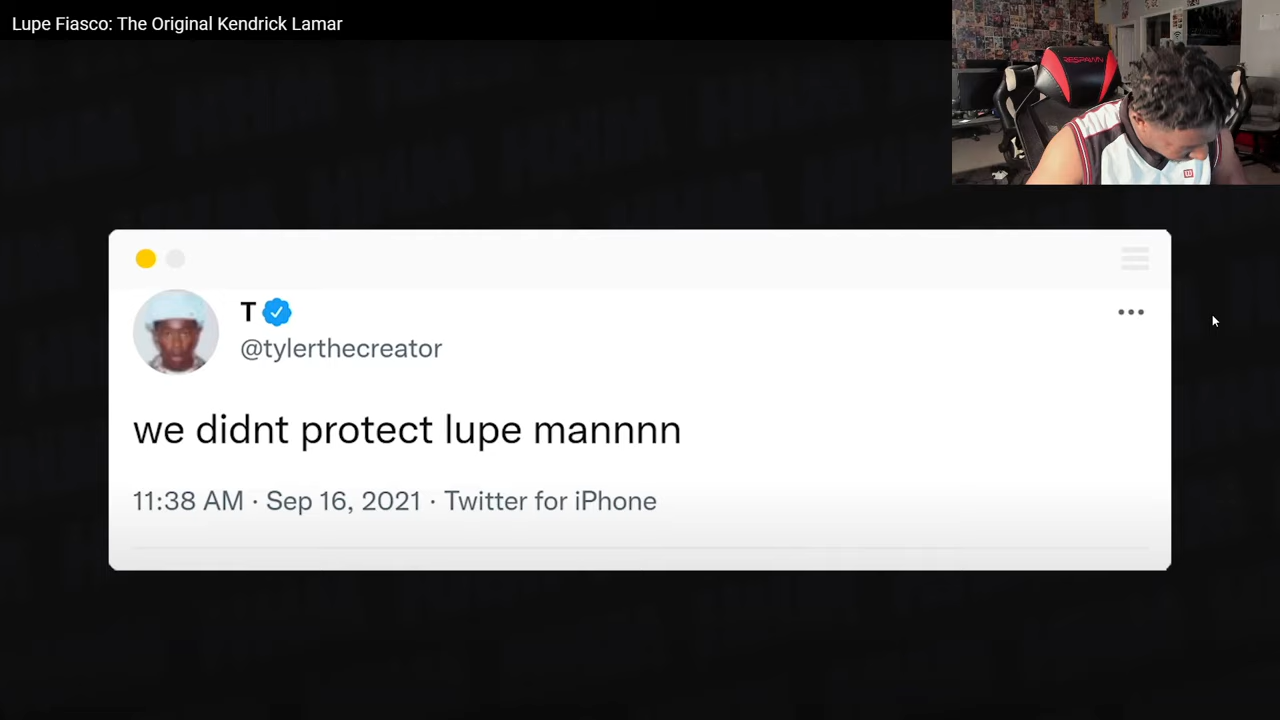 Lupe Fiasco: The Original Kendrick Lamar
RESPAWN
T
@tylerthecreator
we didnt protect lupe mannnn
11:38 AM · Sep 16, 2021 · Twitter for iPhone